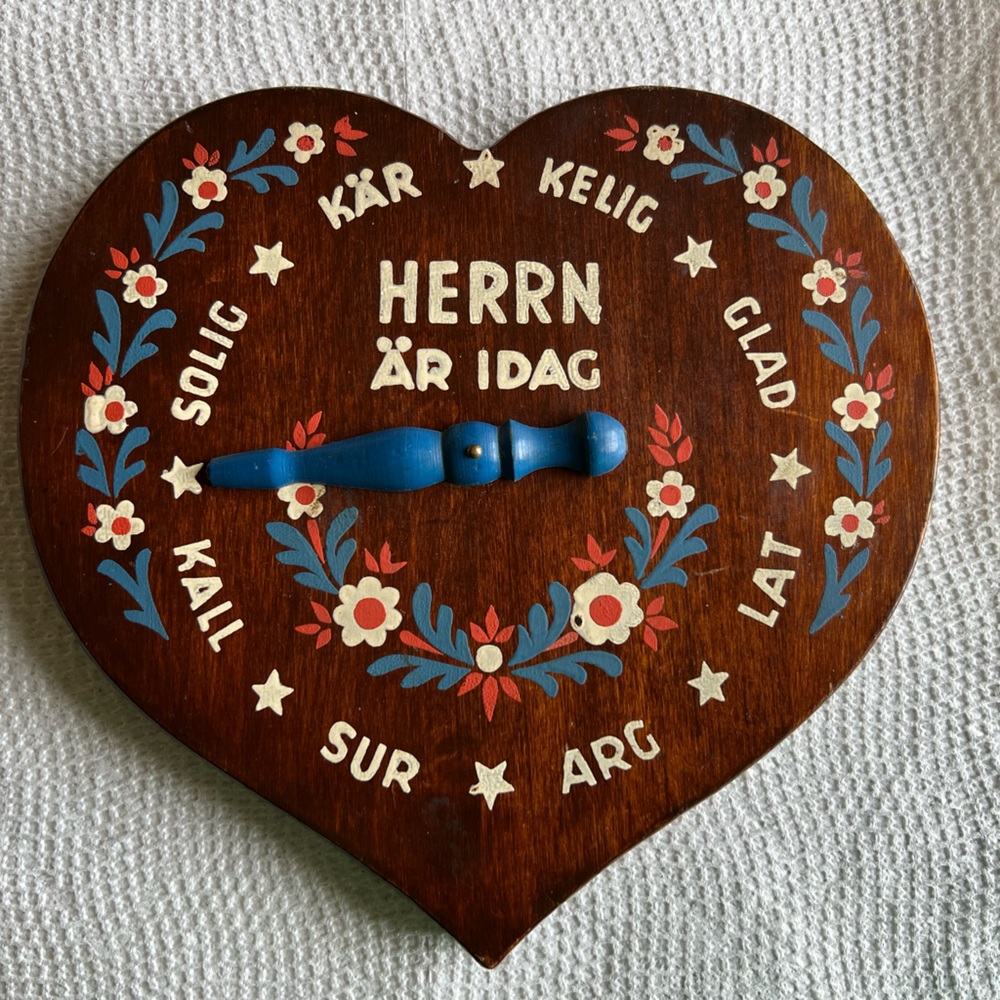 KÄR
KELIG
HERRN
ÄR IDAG
SOLIG
GLAD
KALL
LAT
SUR
ARG